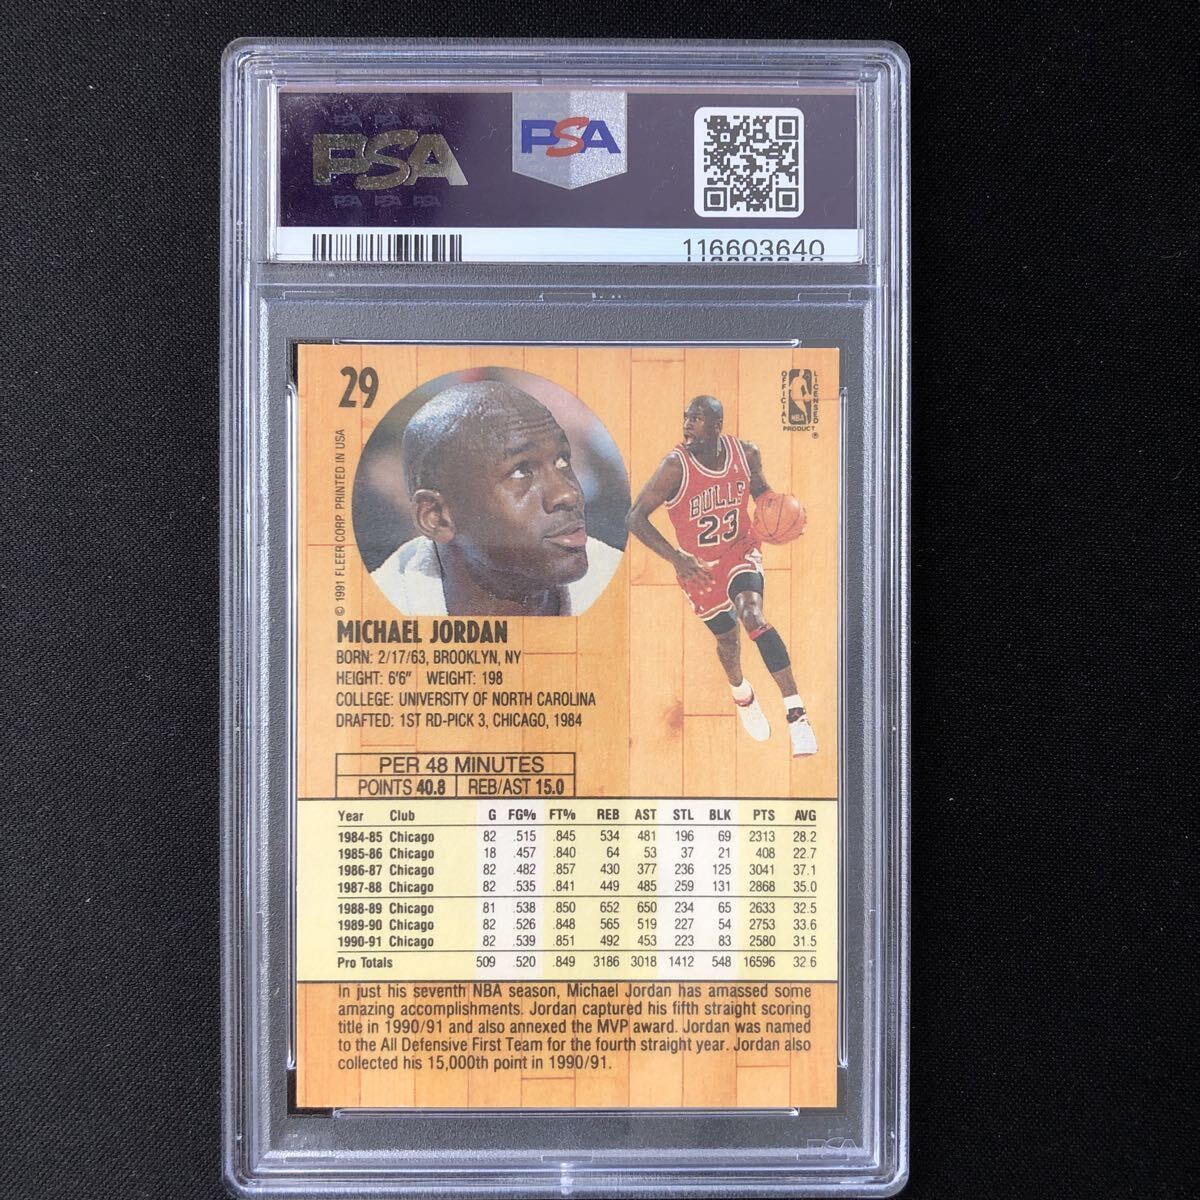 PSA PSA PSA
PSA
PSA PSA PSA
PSA
116603640
29
OFFICIAL LICENSED
NBA
PRODUCT ®
© 1991 FLEER CORP PRINTED IN USA
BULLS
23
MICHAEL JORDAN
BORN: 2/17/63, BROOKLYN, NY
HEIGHT: 6'6" WEIGHT: 198
COLLEGE: UNIVERSITY OF NORTH CAROLINA
DRAFTED: 1ST RD-PICK 3, CHICAGO, 1984
PER 48 MINUTES
POINTS 40.8 REB/AST 15.0
Year Club G FG% FT% REB AST STL BLK PTS AVG
1984-85 Chicago 82 .515 .845 534 481 196 69 2313 28.2
1985-86 Chicago 18 .457 .840 64 53 37 21 408 22.7
1986-87 Chicago 82 .482 .857 430 377 236 125 3041 37.1
1987-88 Chicago 82 .535 .841 449 485 259 131 2868 35.0
1988-89 Chicago 81 .538 .850 652 650 234 65 2633 32.5
1989-90 Chicago 82 .526 .848 565 519 227 54 2753 33.6
1990-91 Chicago 82 .539 .851 492 453 223 83 2580 31.5
Pro Totals 509 .520 .849 3186 3018 1412 548 16596 32.6
In just his seventh NBA season, Michael Jordan has amassed some
amazing accomplishments. Jordan captured his fifth straight scoring
title in 1990/91 and also annexed the MVP award. Jordan was named
to the All Defensive First Team for the fourth straight year. Jordan also
collected his 15,000th point in 1990/91.
PSA